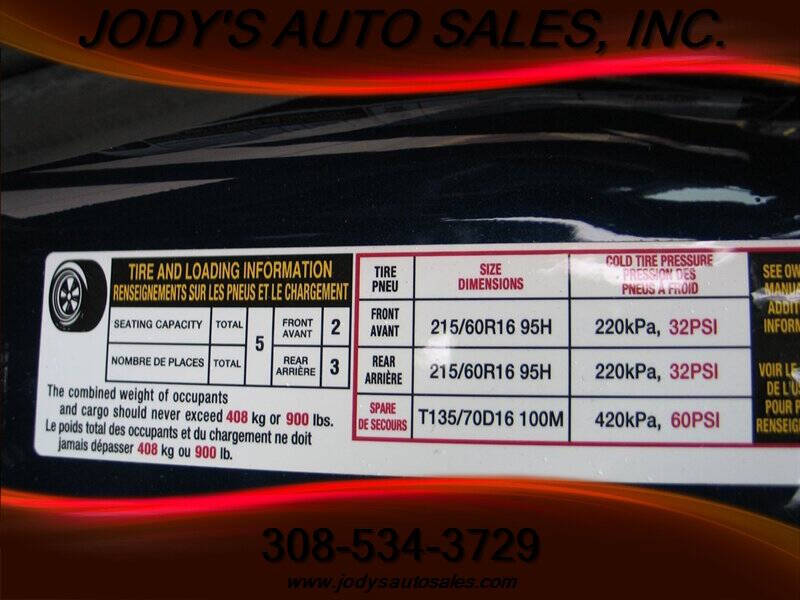 JODY'S AUTO SALES, INC.
TIRE AND LOADING INFORMATION
RENSEIGNEMENTS SUR LES PNEUS ET LE CHARGEMENT
SEATING CAPACITY TOTAL 5 FRONT AVANT 2
NOMBRE DE PLACES TOTAL REAR ARRIÈRE 3
The combined weight of occupants
and cargo should never exceed 408 kg or 900 lbs.
Le poids total des occupants et du chargement ne doit
jamais dépasser 408 kg ou 900 lb.
TIRE PNEU SIZE DIMENSIONS COLD TIRE PRESSURE PRESSION DES PNEUS À FROID
FRONT AVANT 215/60R16 95H 220kPa, 32PSI
REAR ARRIÈRE 215/60R16 95H 220kPa, 32PSI
SPARE DE SECOURS T135/70D16 100M 420kPa, 60PSI
SEE
VOIR
308-534-3729
www.jodysautosales.com